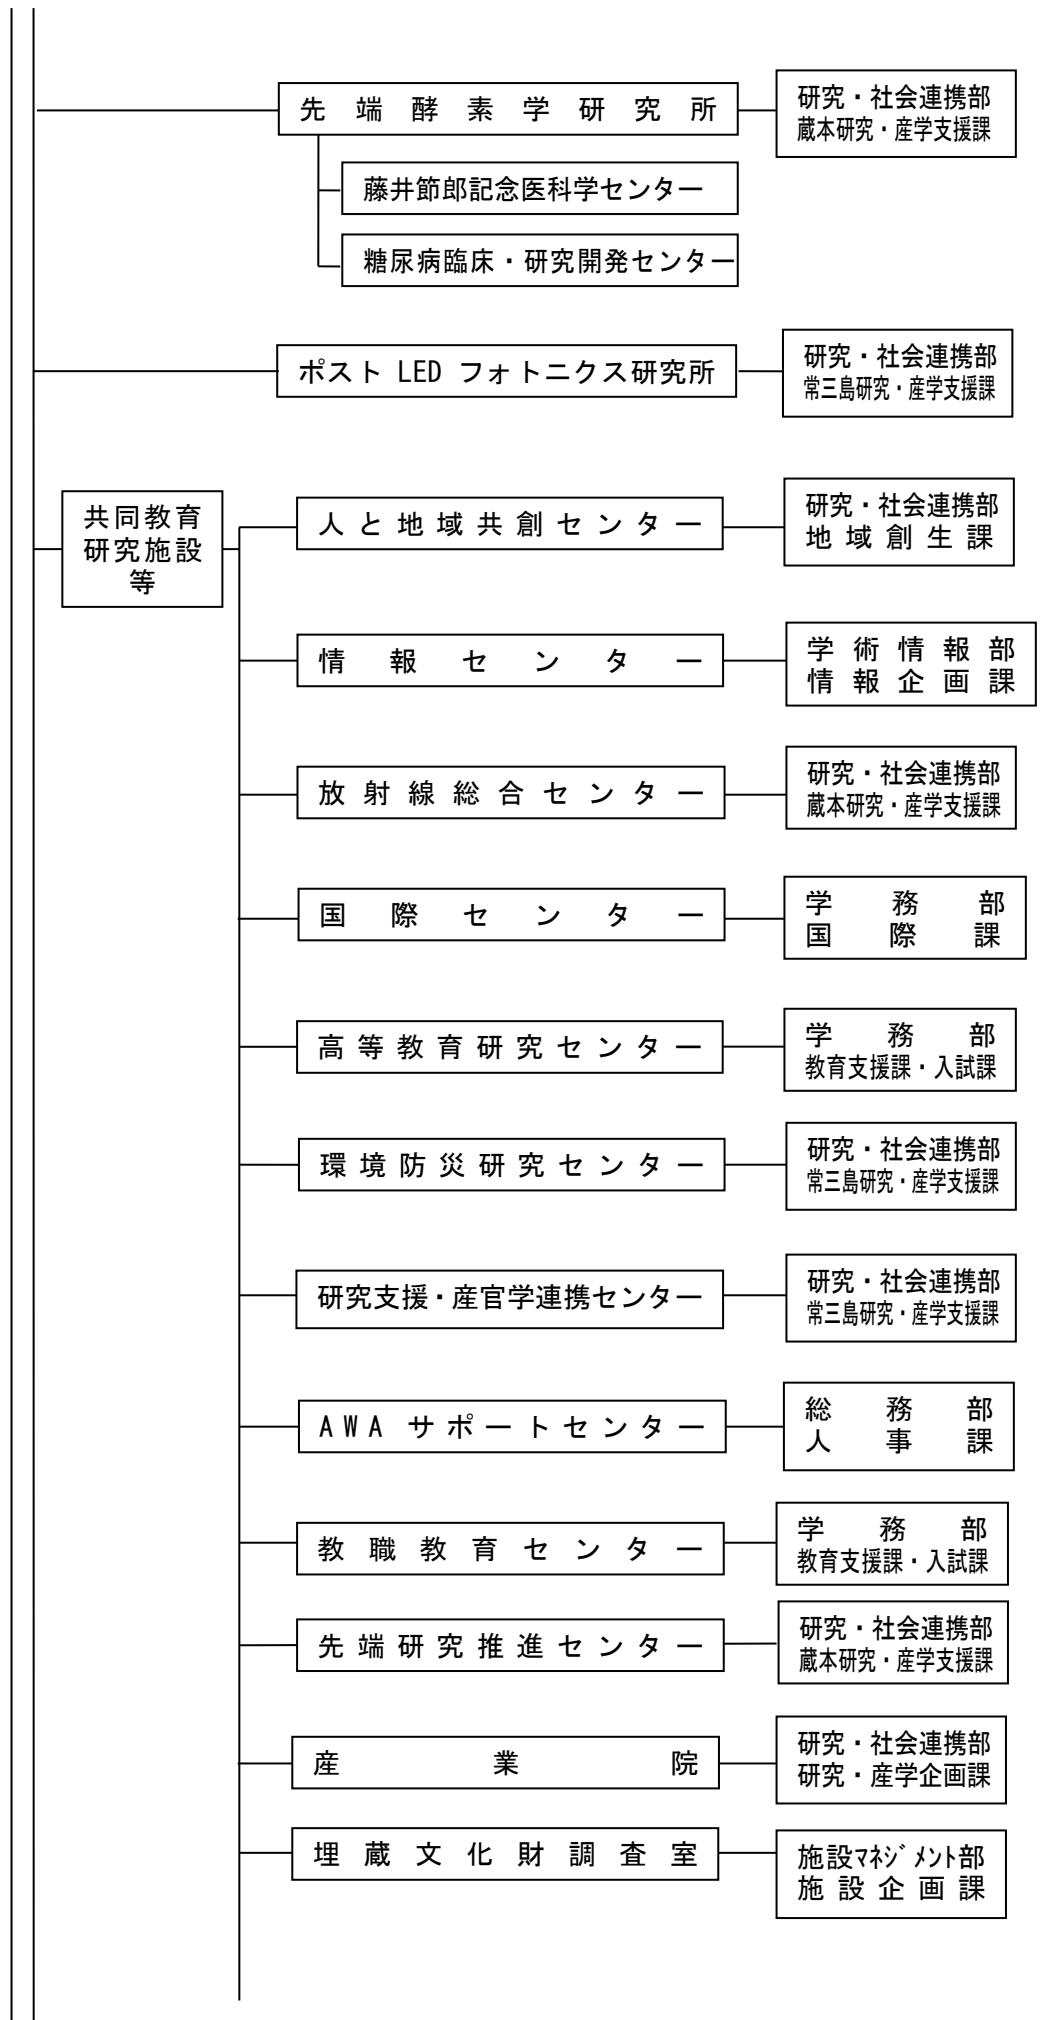 先端酵素学研究所
研究・社会連携部
蔵本研究・産学支援課
藤井節郎記念医科学センター
糖尿病臨床・研究開発センター
ポスト LED フォトニクス研究所
研究・社会連携部
常三島研究・産学支援課
共同教育
研究施設
等
人と地域共創センター
研究・社会連携部
地域創生課
情報センター
学術情報部
情報企画課
放射線総合センター
研究・社会連携部
蔵本研究・産学支援課
国際センター
学務部
国際課
高等教育研究センター
学務部
教育支援課・入試課
環境防災研究センター
研究・社会連携部
常三島研究・産学支援課
研究支援・産官学連携センター
研究・社会連携部
常三島研究・産学支援課
AWA サポートセンター
総務部
人事課
教職教育センター
学務部
教育支援課・入試課
先端研究推進センター
研究・社会連携部
蔵本研究・産学支援課
産業院
研究・社会連携部
研究・産学企画課
埋蔵文化財調査室
施設ﾏﾈｼﾞﾒﾝﾄ部
施設企画課